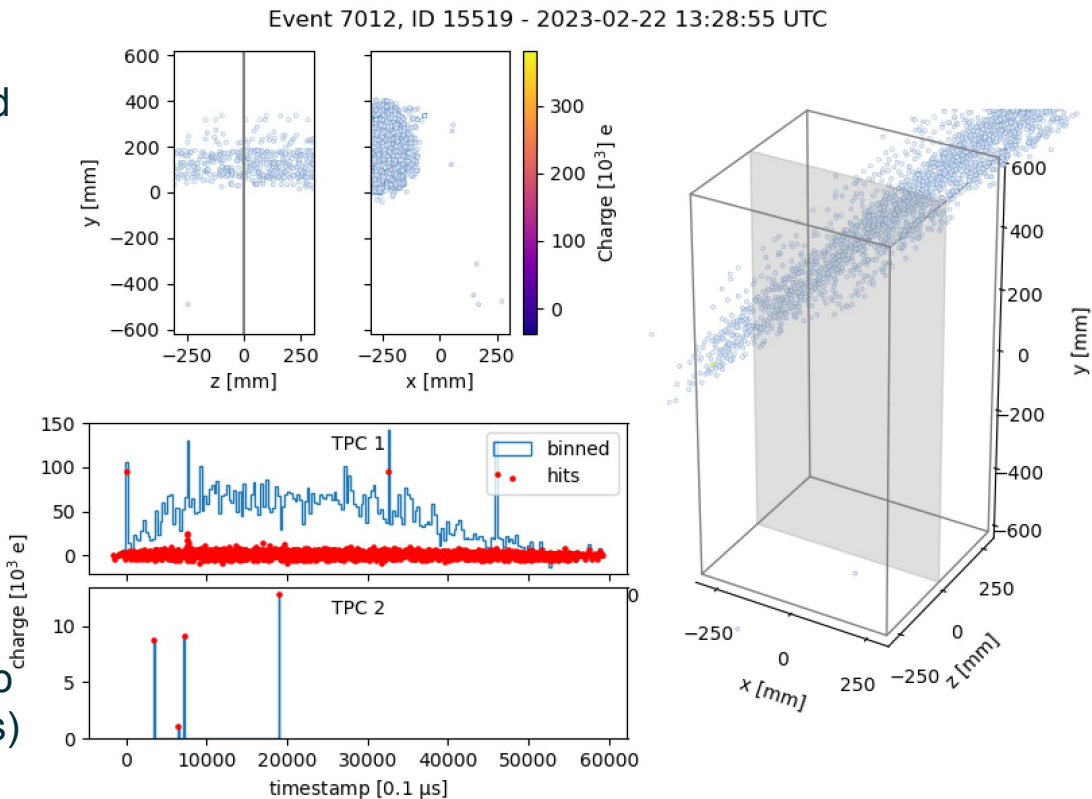 Event 7012, ID 15519 - 2023-02-22 13:28:55 UTC
d
600
400
200
0
−200
−400
−600
y [mm]
−250 0 250
z [mm]
−250 0 250
x [mm]
300
200
100
0
Charge [10³] e
600
400
200
0
−200
−400
−600
y [mm]
−250
0
250
x [mm]
−250
0
250
z [mm]
150
100
50
0
TPC 1
binned
hits
charge [10³ e]
10
5
0
TPC 2
0
0 10000 20000 30000 40000 50000 60000
timestamp [0.1 μs]
s)